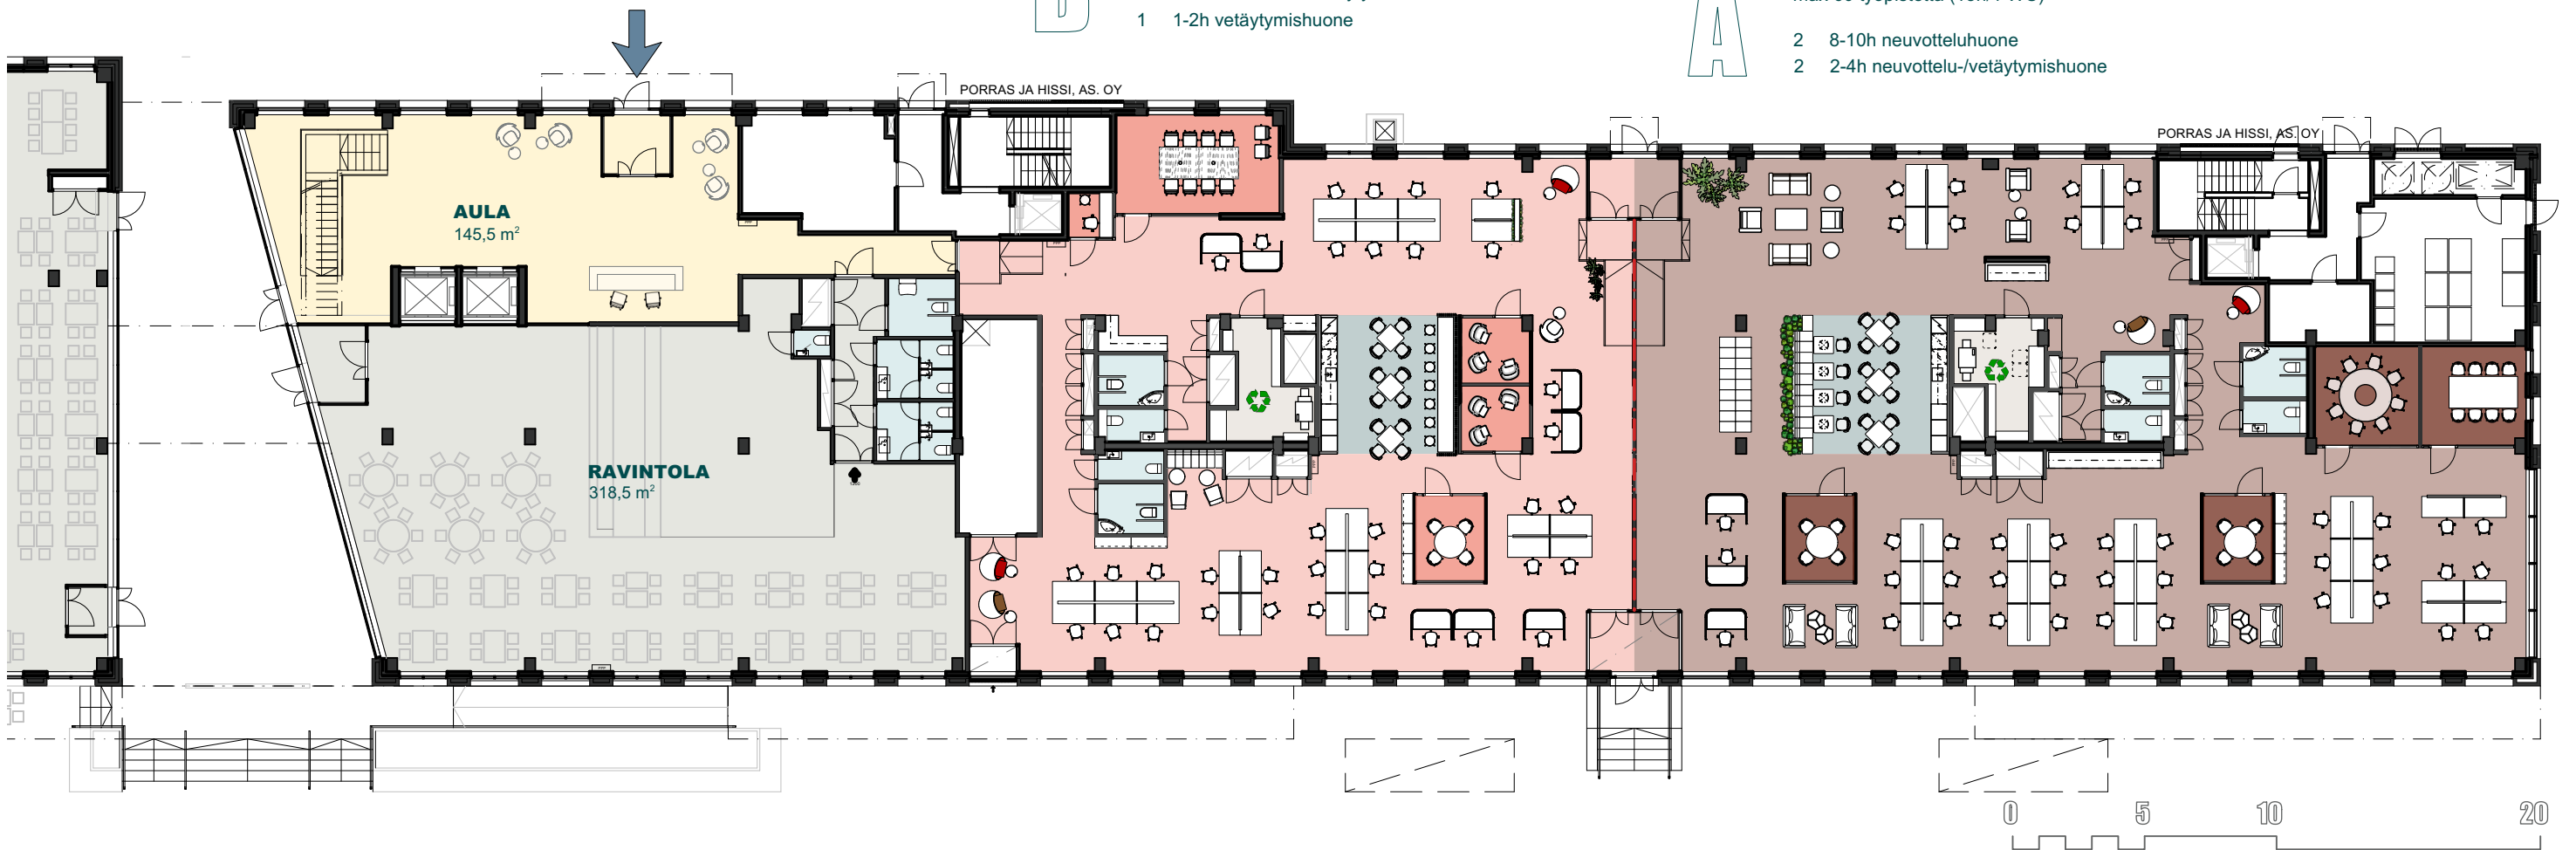 B
1 1-2h vetäytymishuone
A
2 8-10h neuvotteluhuone
2 2-4h neuvottelu-/vetäytymishuone
PORRAS JA HISSI, AS. OY
PORRAS JA HISSI, AS. OY
AULA
145,5 m²
RAVINTOLA
318,5 m²
0 5 10 20